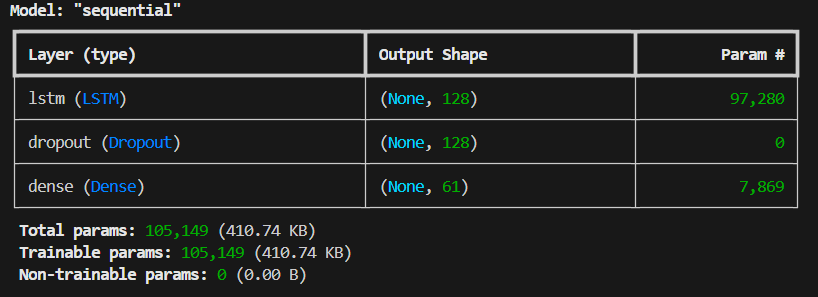 Model: "sequential"
Layer (type) Output Shape Param #
lstm (LSTM) (None, 128) 97,280
dropout (Dropout) (None, 128) 0
dense (Dense) (None, 61) 7,869
Total params: 105,149 (410.74 KB)
Trainable params: 105,149 (410.74 KB)
Non-trainable params: 0 (0.00 B)